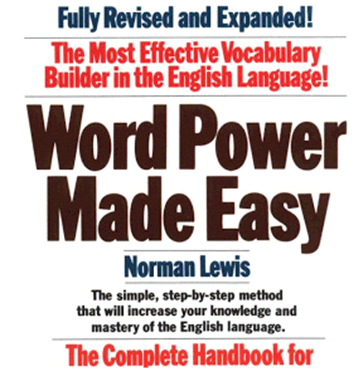 Fully Revised and Expanded!
The Most Effective Vocabulary
Builder in the English Language!
Word Power
Made Easy
Norman Lewis
The simple, step-by-step method
that will increase your knowledge and
mastery of the English language.
The Complete Handbook for